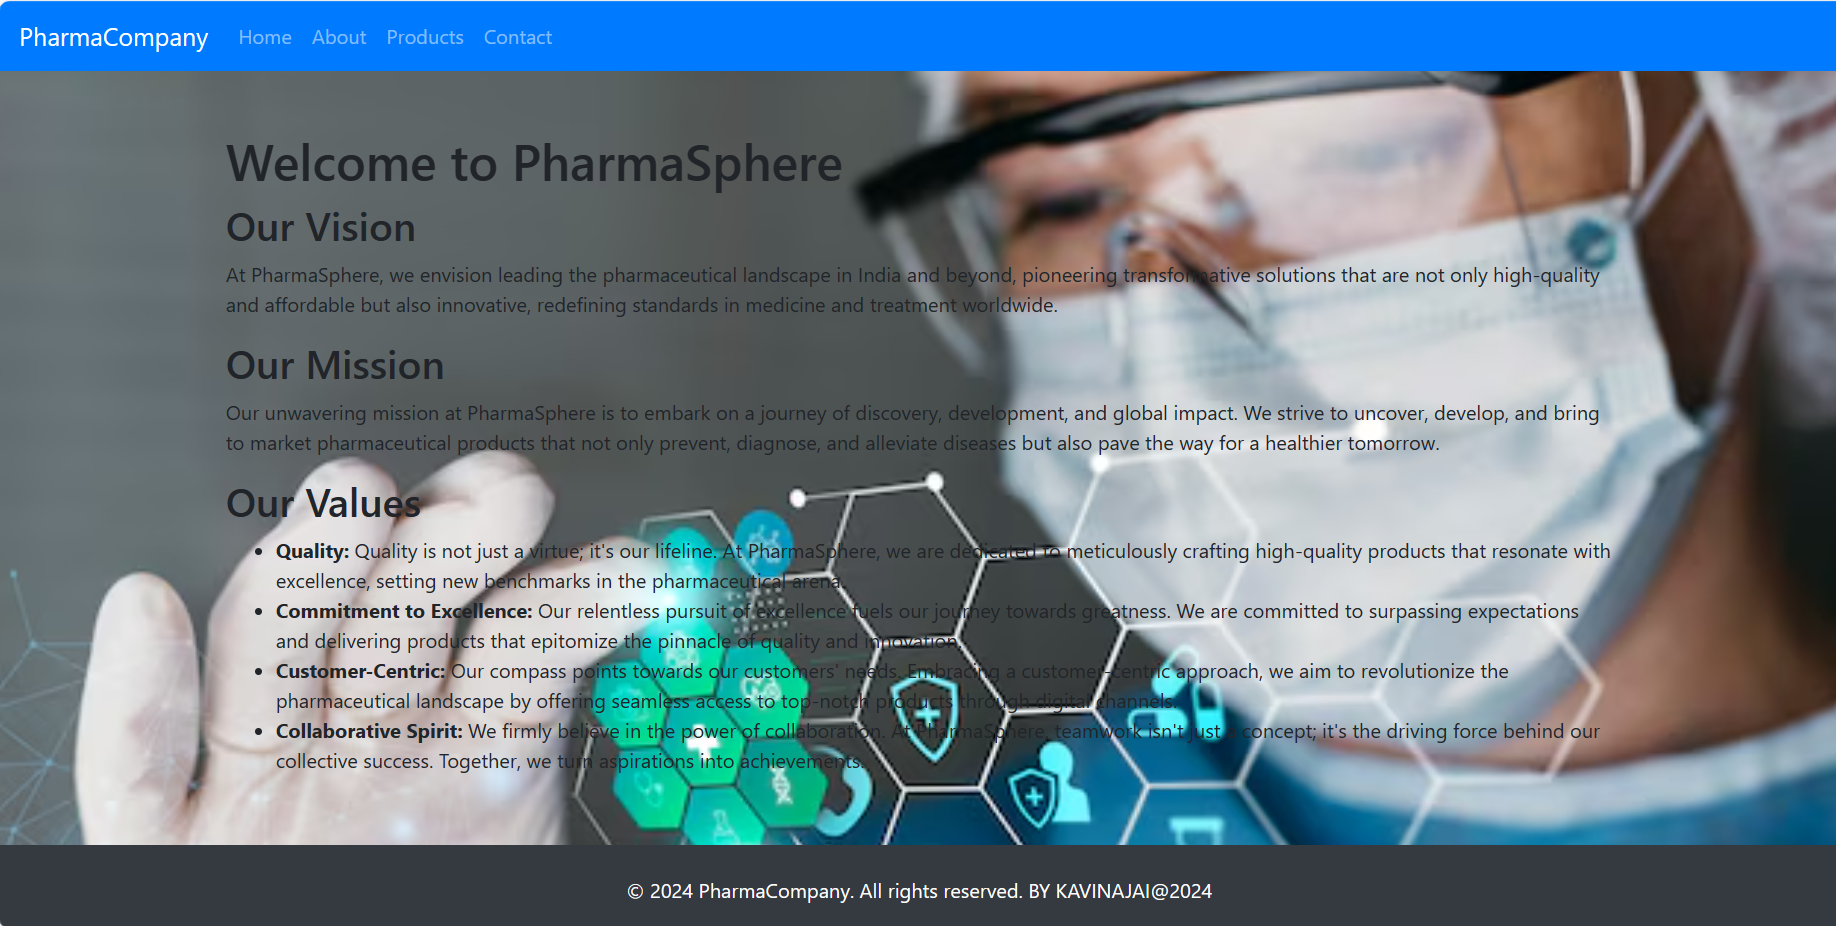 PharmaCompany Home About Products Contact
Welcome to PharmaSphere
Our Vision
At PharmaSphere, we envision leading the pharmaceutical landscape in India and beyond, pioneering transformative solutions that are not only high-quality
and affordable but also innovative, redefining standards in medicine and treatment worldwide.
Our Mission
Our unwavering mission at PharmaSphere is to embark on a journey of discovery, development, and global impact. We strive to uncover, develop, and bring
to market pharmaceutical products that not only prevent, diagnose, and alleviate diseases but also pave the way for a healthier tomorrow.
Our Values
• Quality: Quality is not just a virtue; it's our lifeline. At PharmaSphere, we are dedicated to meticulously crafting high-quality products that resonate with
excellence, setting new benchmarks in the pharmaceutical arena.
• Commitment to Excellence: Our relentless pursuit of excellence fuels our journey towards greatness. We are committed to surpassing expectations
and delivering products that epitomize the pinnacle of quality and innovation.
• Customer-Centric: Our compass points towards our customers' needs. Embracing a customer-centric approach, we aim to revolutionize the
pharmaceutical landscape by offering seamless access to top-notch products through digital channels.
• Collaborative Spirit: We firmly believe in the power of collaboration. At PharmaSphere, teamwork isn't just a concept; it's the driving force behind our
collective success. Together, we turn aspirations into achievements.
© 2024 PharmaCompany. All rights reserved. BY KAVINAJAI@2024